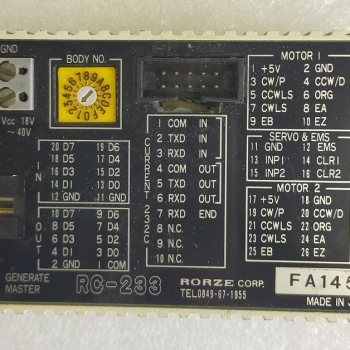 GND
Vcc 18V
~ 40V
BODY NO.
0123456789ABCDEF
1 COM IN
2 TXD IN
3 RXD IN
4 COM OUT
5 TXD OUT
6 RXD OUT
7 RXD END
8 N.C.
9 N.C.
10 N.C.
CURRENT
232C
IN
20 D7 19 D6
18 D5 17 D4
16 D3 15 D2
14 D1 13 D0
12 GND 11 GND
OUT
10 D7 9 D6
8 D5 7 D4
6 D3 5 D2
4 D1 3 D0
2 GND 1 COM
MOTOR 1
1 +5V 2 GND
3 CW/P 4 CCW/D
5 CCWLS 6 ORG
7 CWLS 8 EA
9 EB 10 EZ
SERVO & EMS
11 GND 12 EMS
13 INP1 14 CLR1
15 INP2 16 CLR2
MOTOR 2
17 +5V 18 GND
19 CW/P 20 CCW/D
21 CCWLS 22 ORG
23 CWLS 24 EA
25 EB 26 EZ
GENERATE
MASTER
RC-233
RORZE CORP.
TEL0849-67-1955
FA145
MADE IN